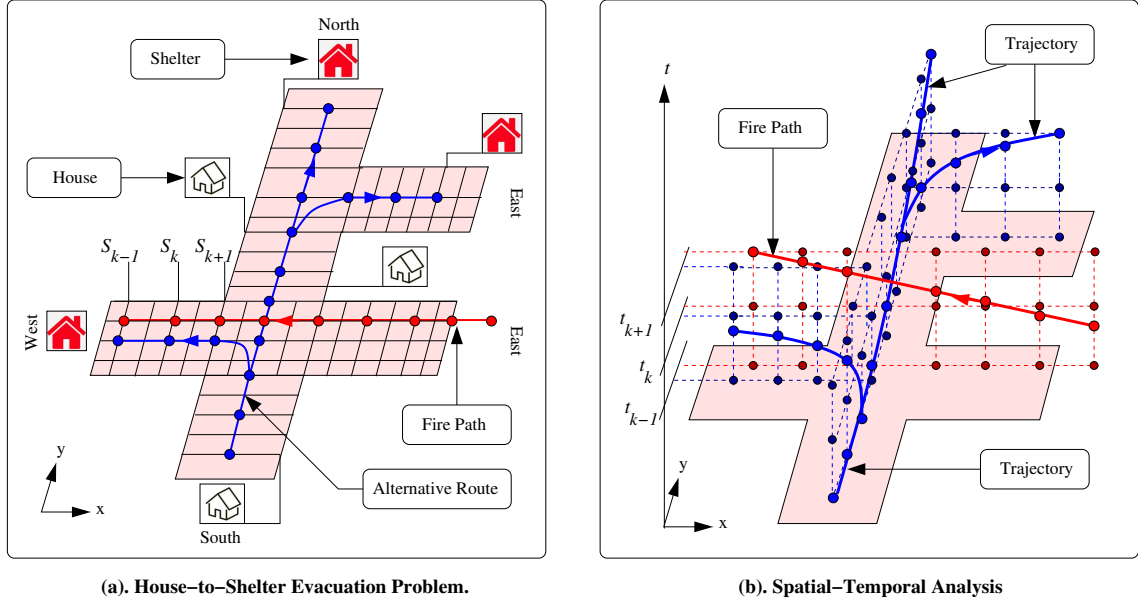 North
Shelter
House
East
S_{k-1}
S_k
S_{k+1}
West
East
Fire Path
y
x
Alternative Route
South
(a). House-to-Shelter Evacuation Problem.
Trajectory
t
Fire Path
t_{k+1}
t_k
t_{k-1}
Trajectory
y
x
(b). Spatial-Temporal Analysis